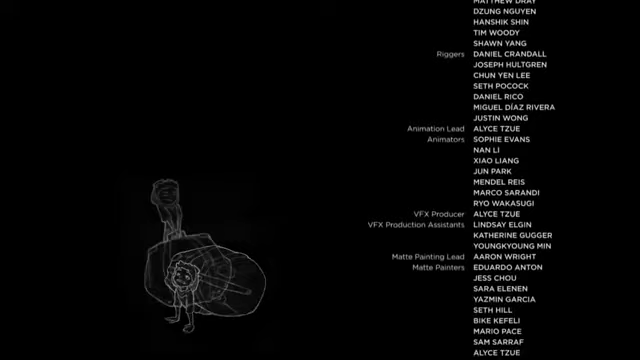 MATTHEW DRAY
DZUNG NGUYEN
HANSHIK SHIN
TIM WOODY
SHAWN YANG
Riggers DANIEL CRANDALL
JOSEPH HULTGREN
CHUN YEN LEE
SETH POCOCK
DANIEL RICO
MIGUEL DÍAZ RIVERA
JUSTIN WONG
Animation Lead ALYCE TZUE
Animators SOPHIE EVANS
NAN LI
XIAO LIANG
JUN PARK
MENDEL REIS
MARCO SARANDI
RYO WAKASUGI
VFX Producer ALYCE TZUE
VFX Production Assistants LINDSAY ELGIN
KATHERINE GUGGER
YOUNGKYOUNG MIN
Matte Painting Lead AARON WRIGHT
Matte Painters EDUARDO ANTON
JESS CHOU
SARA ELENEN
YAZMIN GARCIA
SETH HILL
BIKE KEFELI
MARIO PACE
SAM SARRAF
ALYCE TZUE